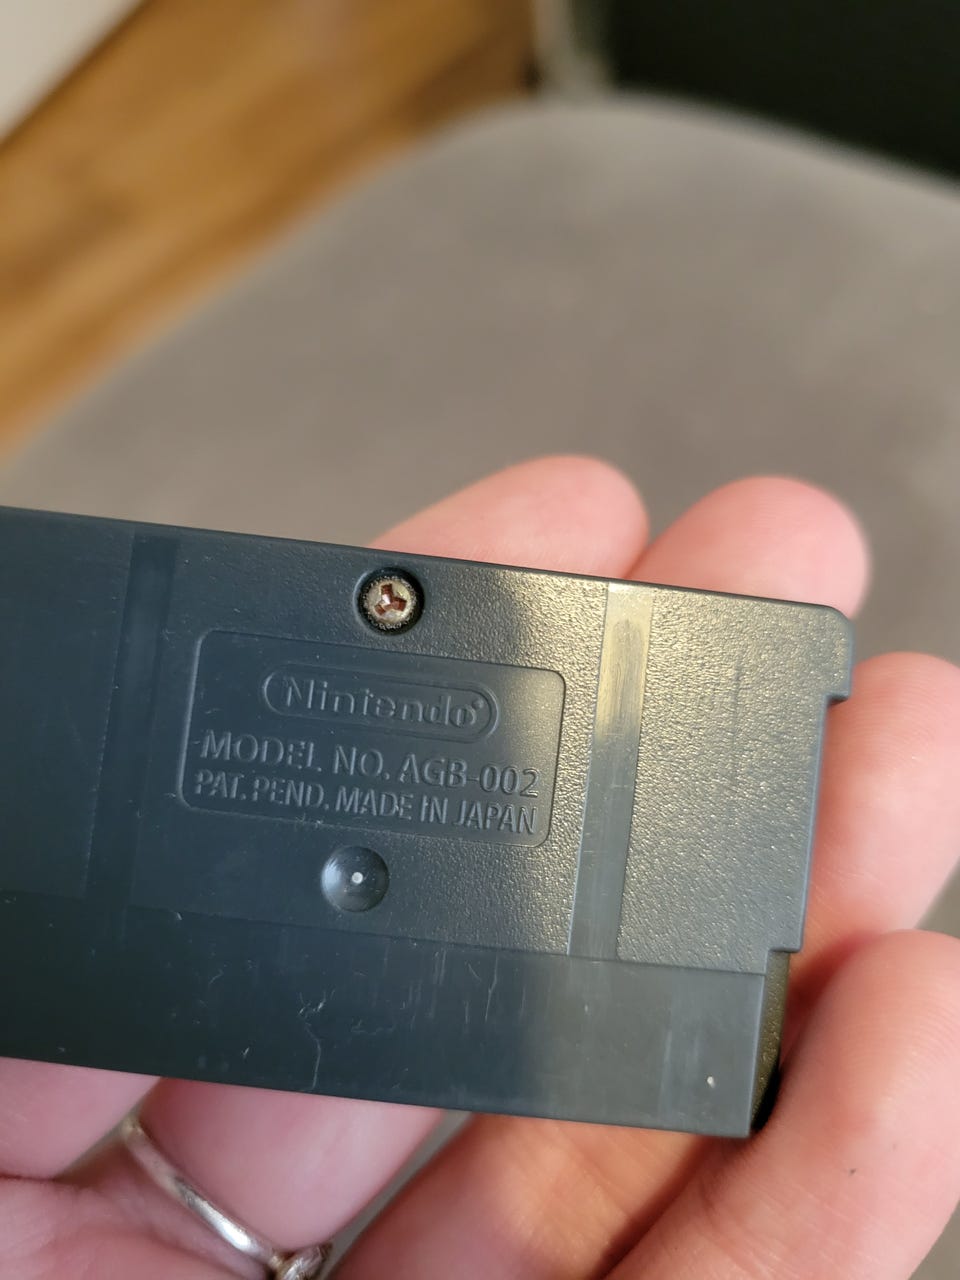 Nintendo
MODEL NO. AGB-002
PAT. PEND. MADE IN JAPAN